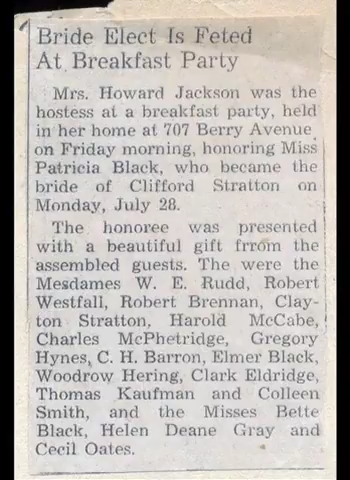 Bride Elect Is Feted
At Breakfast Party
Mrs. Howard Jackson was the
hostess at a breakfast party, held
in her home at 707 Berry Avenue
on Friday morning, honoring Miss
Patricia Black, who became the
bride of Clifford Stratton on
Monday, July 28.
The honoree was presented
with a beautiful gift frrom the
assembled guests. The were the
Mesdames W. E. Rudd, Robert
Westfall, Robert Brennan, Clay-
ton Stratton, Harold McCabe,
Charles McPhetridge, Gregory
Hynes, C. H. Barron, Elmer Black,
Woodrow Hering, Clark Eldridge,
Thomas Kaufman and Colleen
Smith, and the Misses Bette
Black, Helen Deane Gray and
Cecil Oates.